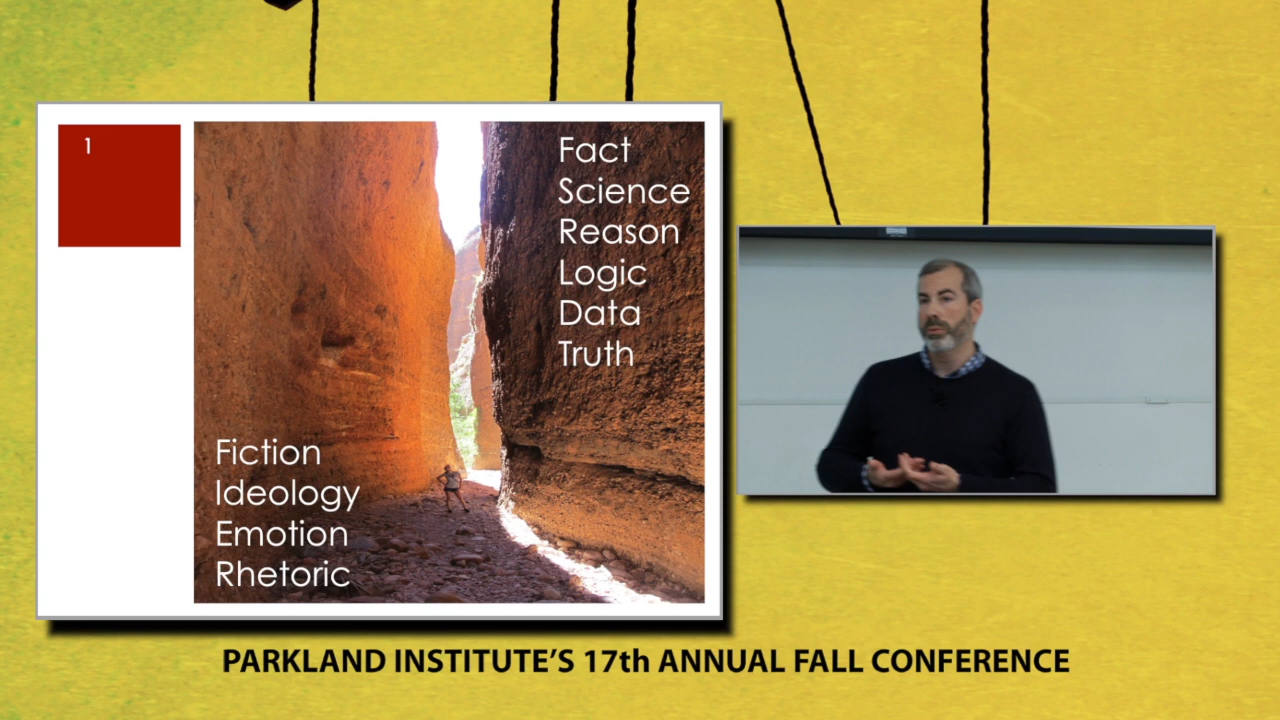 1
Fact
Science
Reason
Logic
Data
Truth
Fiction
Ideology
Emotion
Rhetoric
PARKLAND INSTITUTE'S 17th ANNUAL FALL CONFERENCE